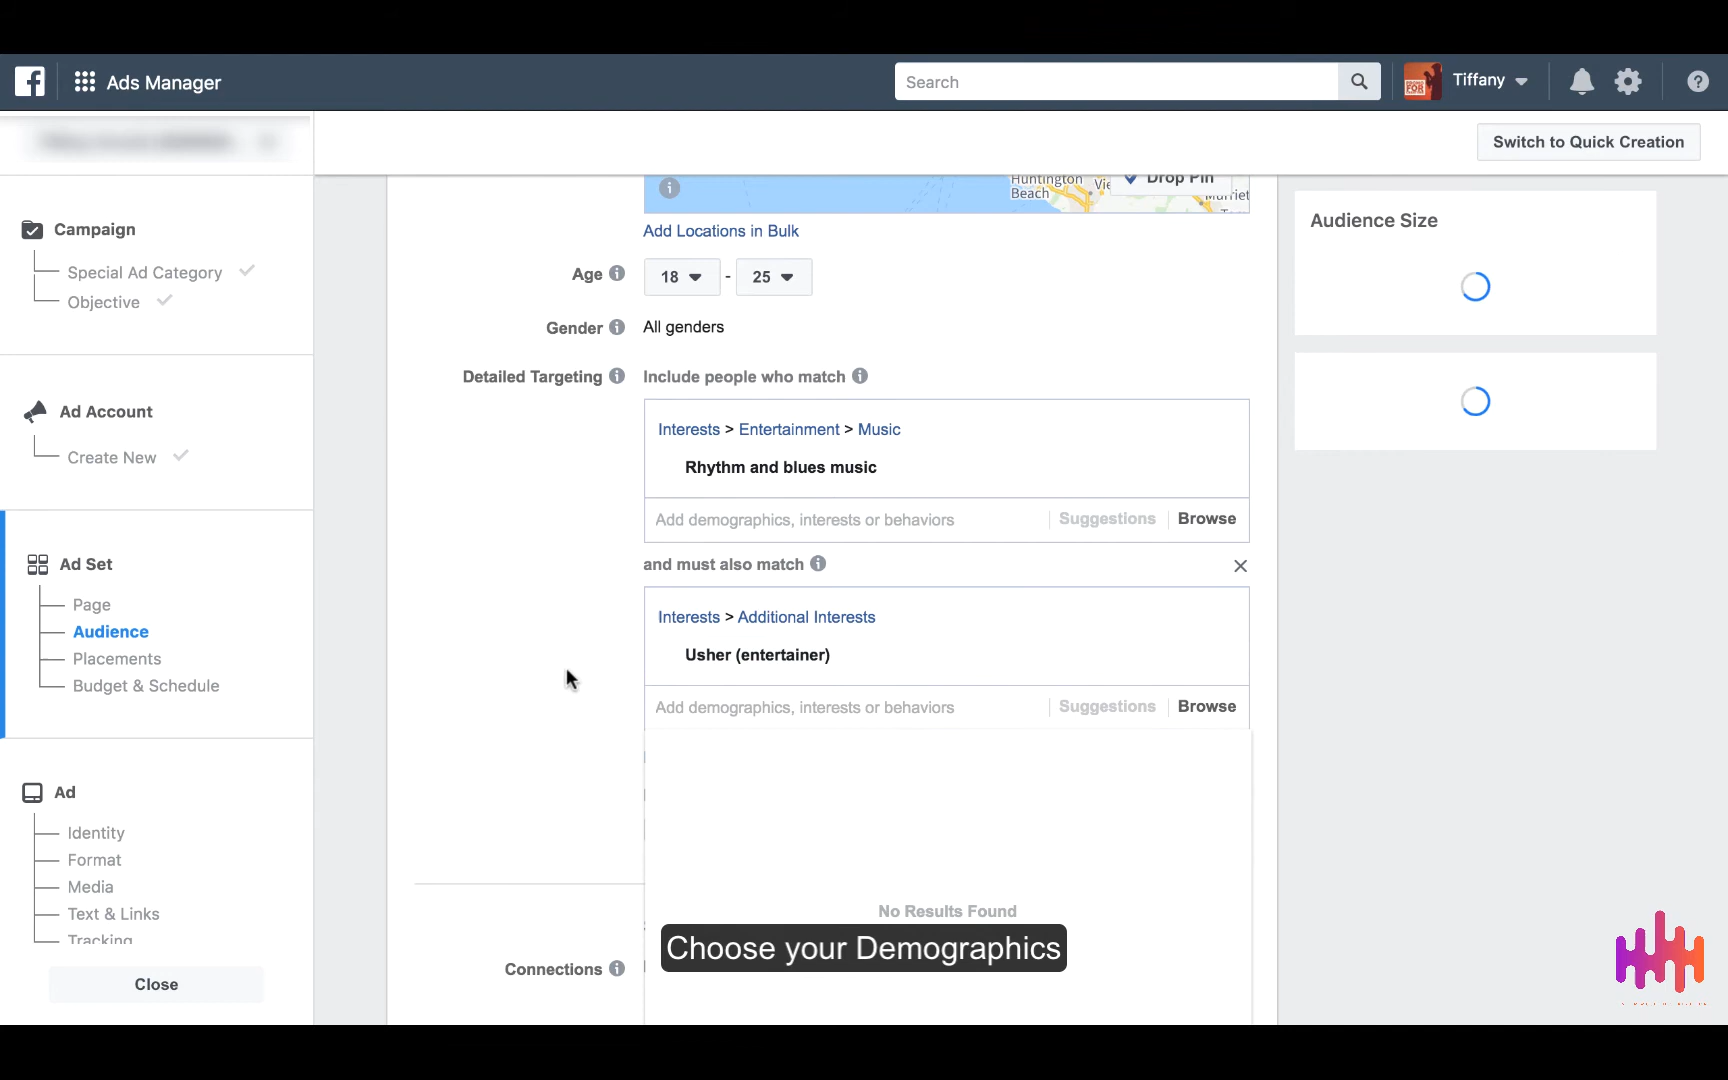 Ads Manager
Search
Tiffany
Switch to Quick Creation
Campaign
Special Ad Category
Objective
Ad Account
Create New
Ad Set
Page
Audience
Placements
Budget & Schedule
Ad
Identity
Format
Media
Text & Links
Tracking
Close
Huntington
Beach
Drop Pin
Add Locations in Bulk
Age
18
-
25
Gender
All genders
Detailed Targeting
Include people who match
Interests > Entertainment > Music
Rhythm and blues music
Add demographics, interests or behaviors
Suggestions
Browse
and must also match
Interests > Additional Interests
Usher (entertainer)
Add demographics, interests or behaviors
Suggestions
Browse
No Results Found
Choose your Demographics
Connections
Audience Size